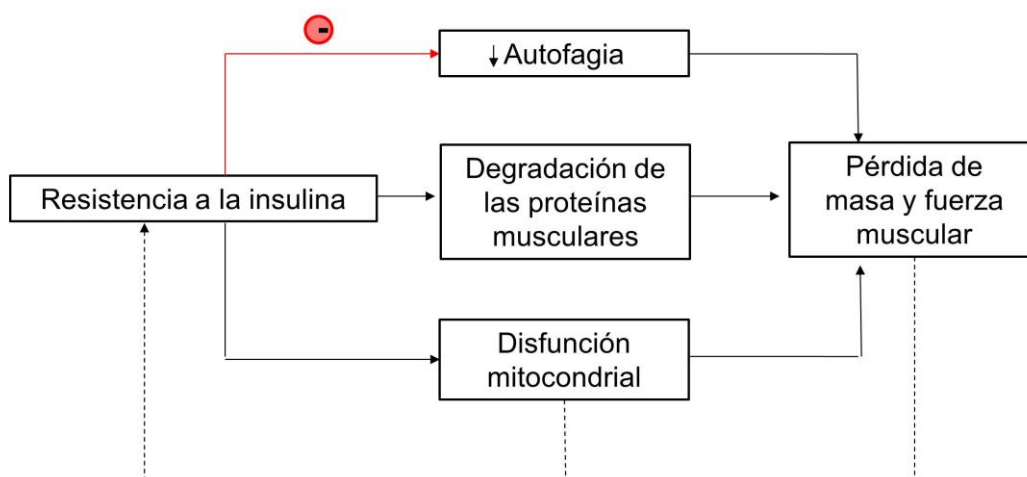 -
↓ Autofagia
Resistencia a la insulina
Degradación de
las proteínas
musculares
Pérdida de
masa y fuerza
muscular
Disfunción
mitocondrial